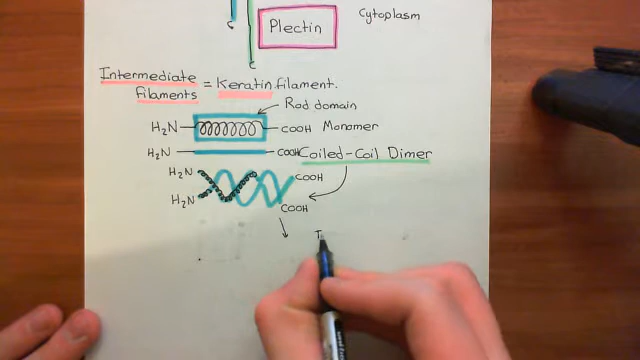 Cytoplasm
Plectin
c
c
Intermediate filaments = Keratin filament.
Rod domain
H₂N COOH Monomer
H₂N COOH Coiled-Coil Dimer
H₂N COOH
H₂N COOH
T